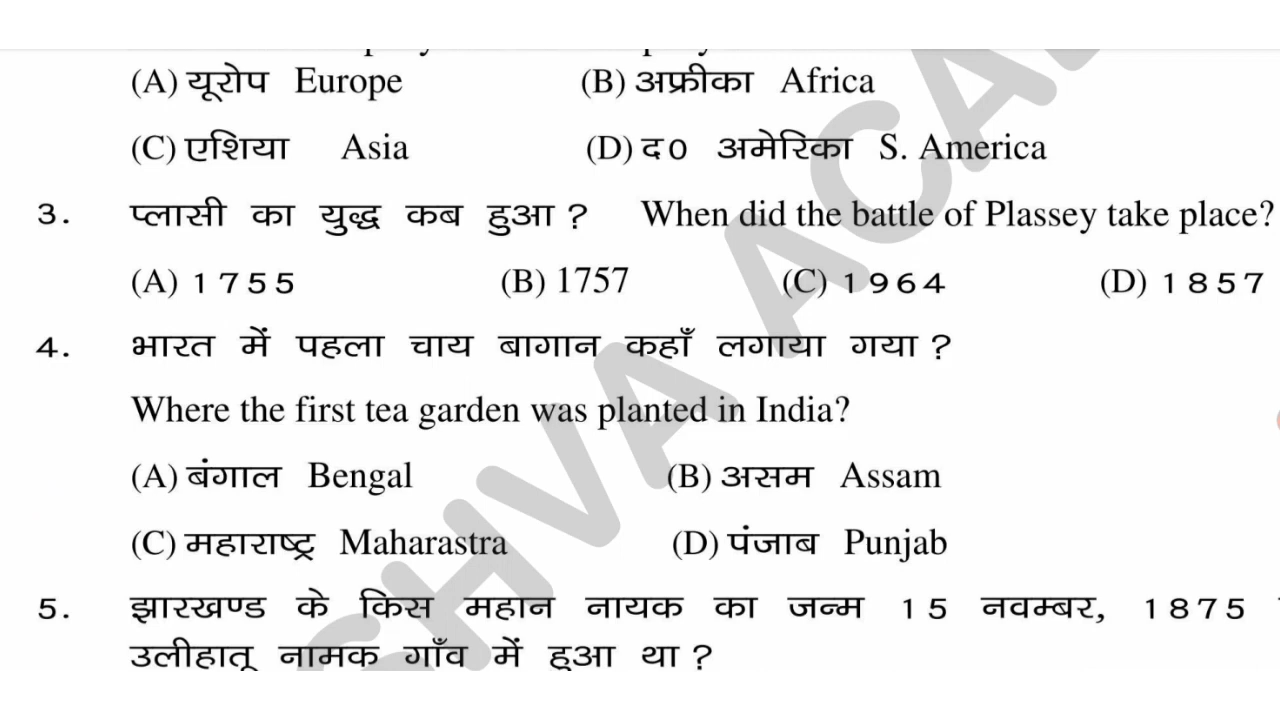 (A) यूरोप Europe (B) अफ्रीका Africa
(C) एशिया Asia (D) द० अमेरिका S. America
3. प्लासी का युद्ध कब हुआ ? When did the battle of Plassey take place?
(A) 1755 (B) 1757 (C) 1964 (D) 1857
4. भारत में पहला चाय बागान कहाँ लगाया गया ?
Where the first tea garden was planted in India?
(A) बंगाल Bengal (B) असम Assam
(C) महाराष्ट्र Maharastra (D) पंजाब Punjab
5. झारखण्ड के किस महान नायक का जन्म 15 नवम्बर, 1875
उलीहातू नामक गाँव में हुआ था ?